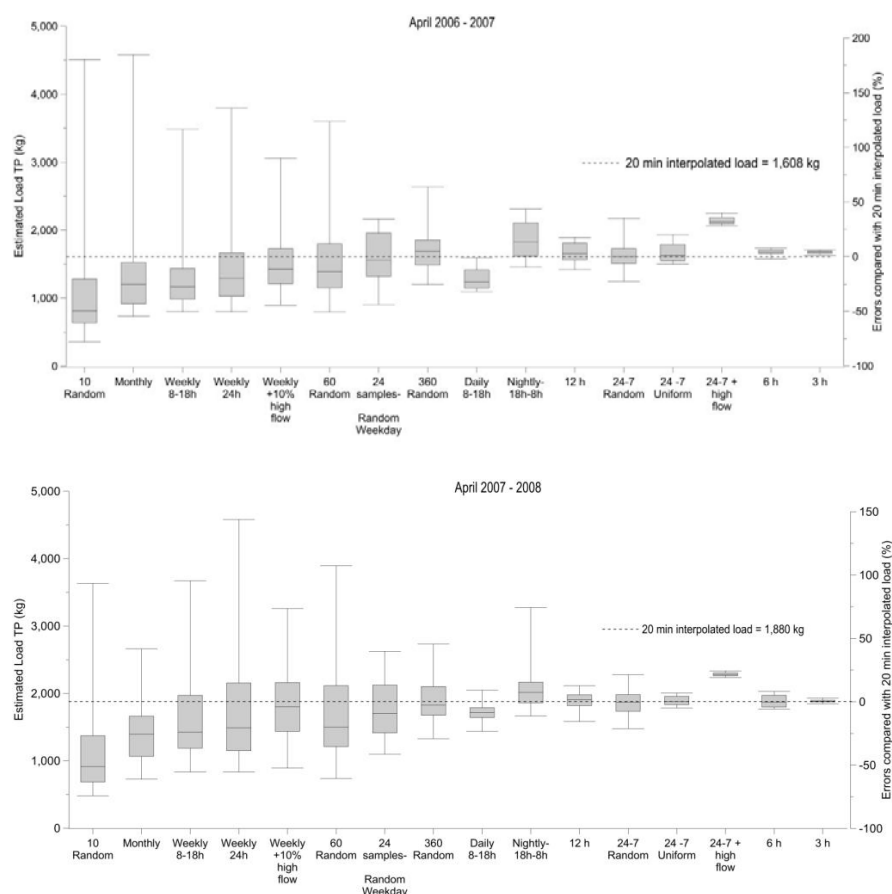 April 2006 - 2007
5,000
4,000
3,000
2,000
1,000
0
Estimated Load TP (kg)
200
150
100
50
0
-50
-100
Errors compared with 20 min interpolated load (%)
20 min interpolated load = 1,608 kg
10 Monthly Weekly Weekly Weekly 60 24 360 Daily Nightly- 12 h 24-7 24 -7 24-7 + 6 h 3 h
Random 8-18h 24h +10% Random samples- Random 8-18h 18h-8h Random Uniform high
high flow
flow Random
Weekday
April 2007 - 2008
5,000
4,000
3,000
2,000
1,000
0
Estimated Load TP (kg)
150
100
50
0
-50
-100
Errors compared with 20 min interpolated load (%)
20 min interpolated load = 1,880 kg
10 Monthly Weekly Weekly Weekly 60 24 360 Daily Nightly- 12 h 24-7 24 -7 24-7 + 6 h 3 h
Random 8-18h 24h +10% Random samples- Random 8-18h 18h-8h Random Uniform high
high flow
flow Random
Weekday